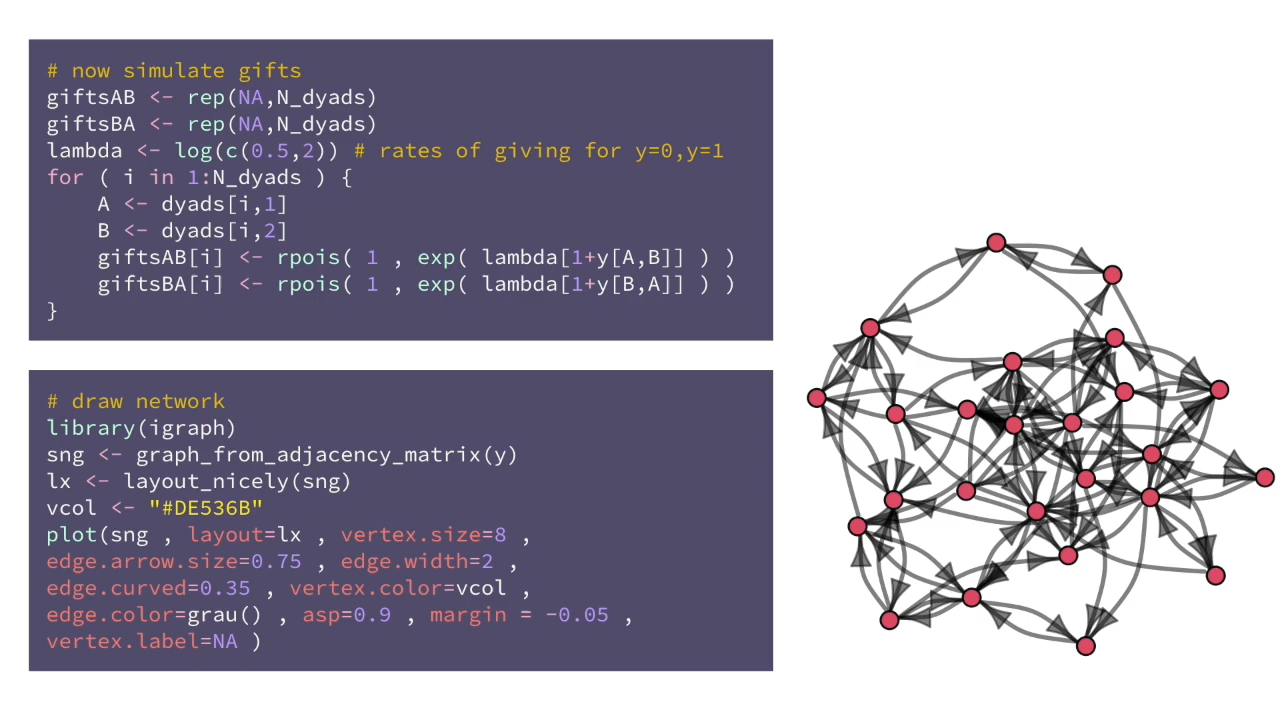 # now simulate gifts
giftsAB <- rep(NA,N_dyads)
giftsBA <- rep(NA,N_dyads)
lambda <- log(c(0.5,2)) # rates of giving for y=0,y=1
for ( i in 1:N_dyads ) {
    A <- dyads[i,1]
    B <- dyads[i,2]
    giftsAB[i] <- rpois( 1 , exp( lambda[1+y[A,B]] ) )
    giftsBA[i] <- rpois( 1 , exp( lambda[1+y[B,A]] ) )
}
# draw network
library(igraph)
sng <- graph_from_adjacency_matrix(y)
lx <- layout_nicely(sng)
vcol <- "#DE536B"
plot(sng , layout=lx , vertex.size=8 ,
edge.arrow.size=0.75 , edge.width=2 ,
edge.curved=0.35 , vertex.color=vcol ,
edge.color=grau() , asp=0.9 , margin = -0.05 ,
vertex.label=NA )